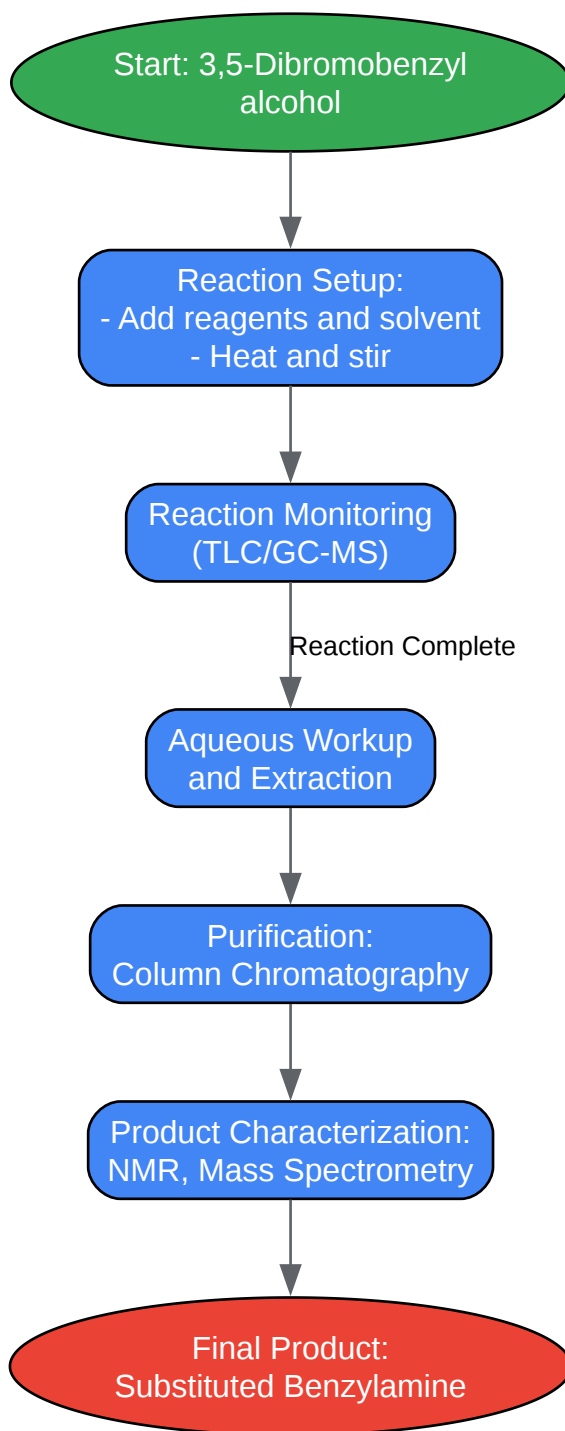 Start: 3,5-Dibromobenzyl
alcohol
Reaction Setup:
- Add reagents and solvent
- Heat and stir
Reaction Monitoring
(TLC/GC-MS)
Reaction Complete
Aqueous Workup
and Extraction
Purification:
Column Chromatography
Product Characterization:
NMR, Mass Spectrometry
Final Product:
Substituted Benzylamine